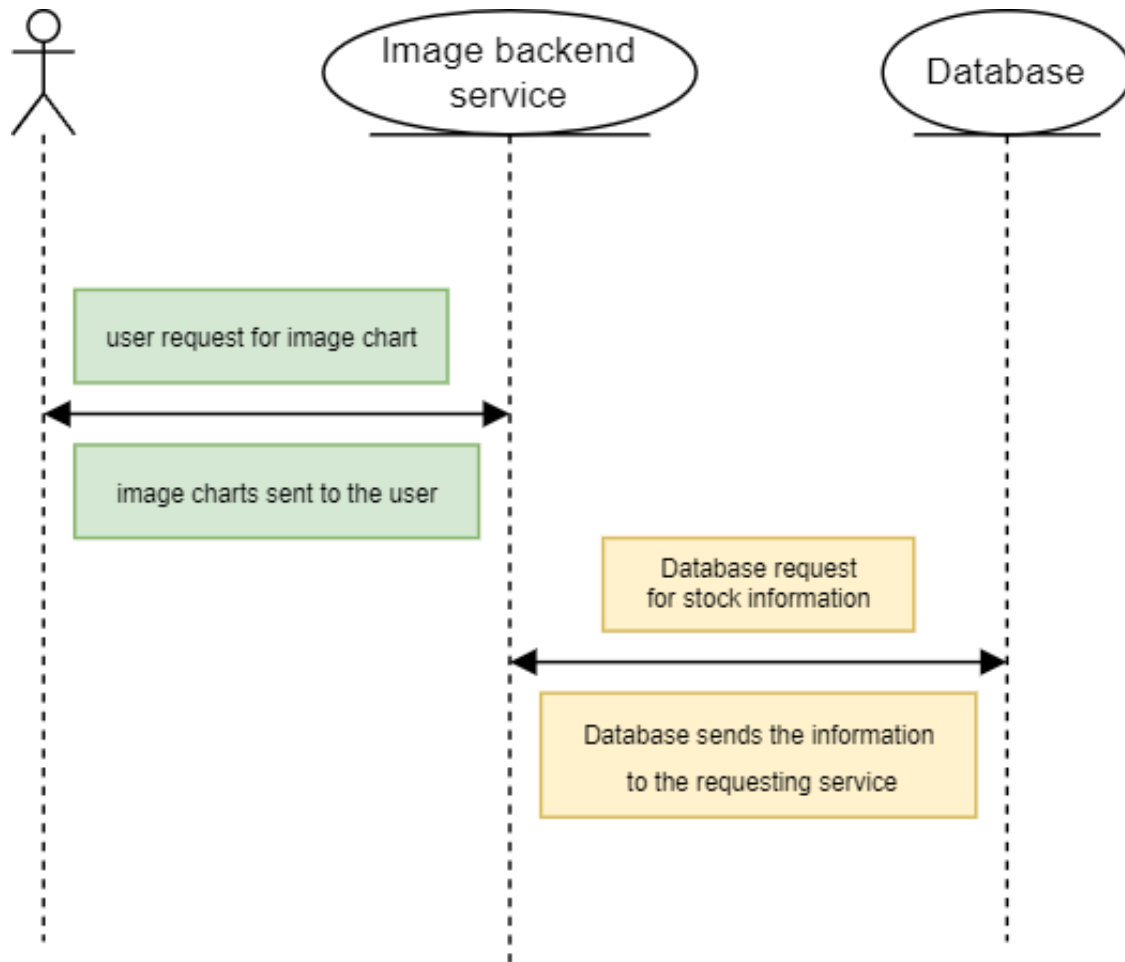 Image backend
service
Database
user request for image chart
image charts sent to the user
Database request
for stock information
Database sends the information
to the requesting service